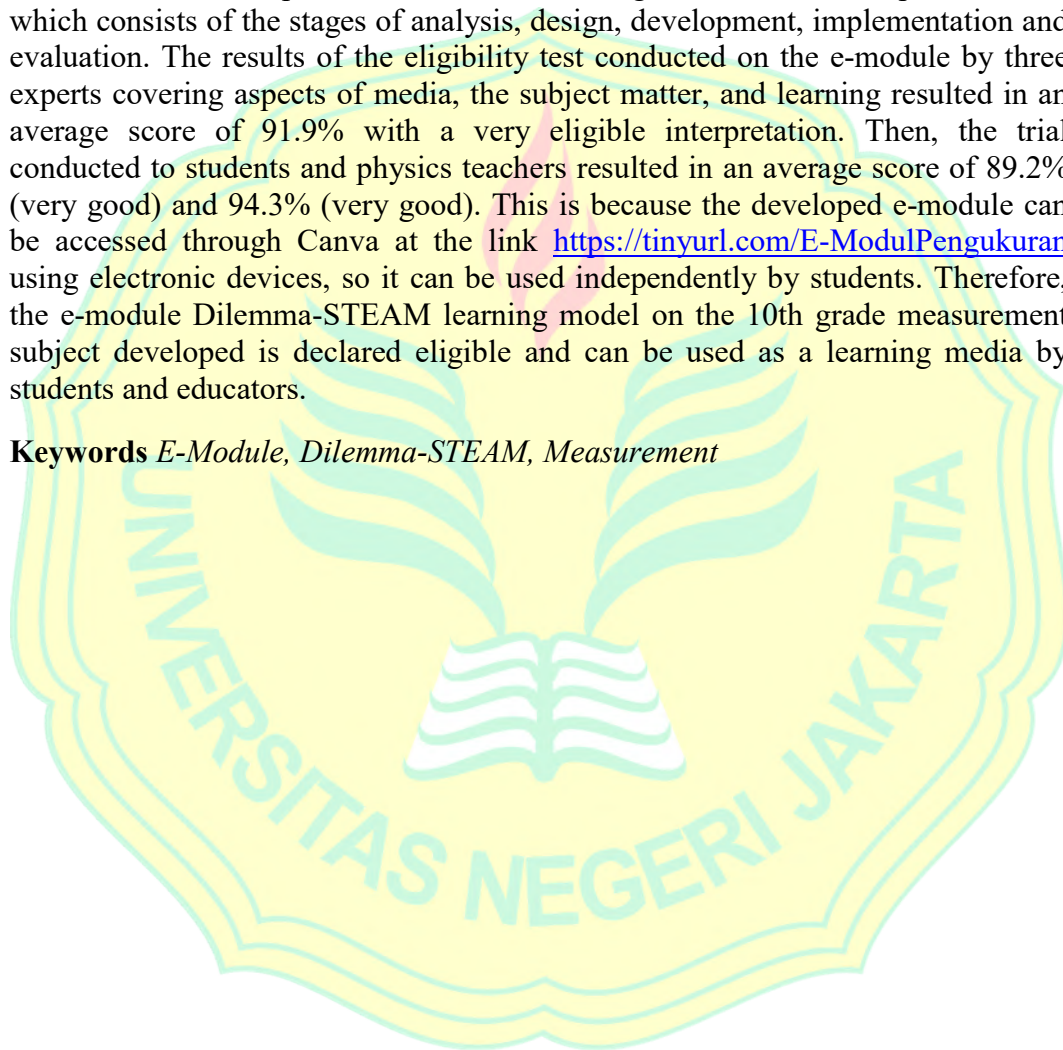 which consists of the stages of analysis, design, development, implementation and
evaluation. The results of the eligibility test conducted on the e-module by three
experts covering aspects of media, the subject matter, and learning resulted in an
average score of 91.9% with a very eligible interpretation. Then, the trial
conducted to students and physics teachers resulted in an average score of 89.2%
(very good) and 94.3% (very good). This is because the developed e-module can
be accessed through Canva at the link https://tinyurl.com/E-ModulPengukuran
using electronic devices, so it can be used independently by students. Therefore,
the e-module Dilemma-STEAM learning model on the 10th grade measurement
subject developed is declared eligible and can be used as a learning media by
students and educators.
Keywords E-Module, Dilemma-STEAM, Measurement
UNIVERSITAS NEGERI JAKARTA